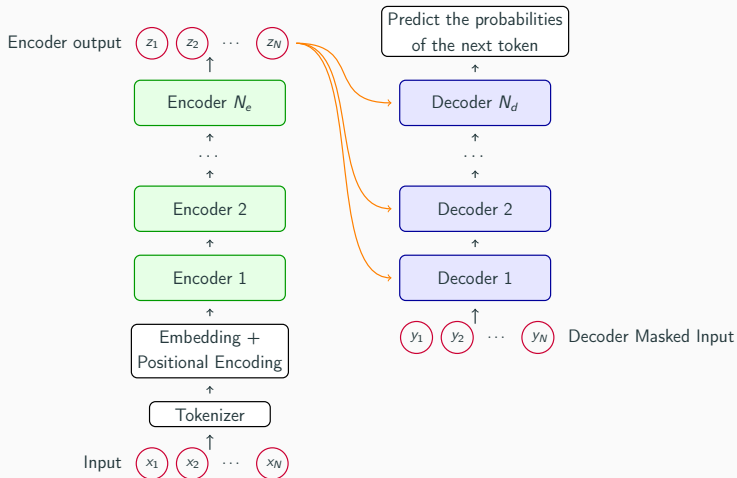 Encoder output z1 z2 ... zN
Predict the probabilities
of the next token
Encoder Ne
Decoder Nd
...
...
Encoder 2
Decoder 2
Encoder 1
Decoder 1
Embedding +
Positional Encoding
y1 y2 ... yN Decoder Masked Input
Tokenizer
Input x1 x2 ... xN